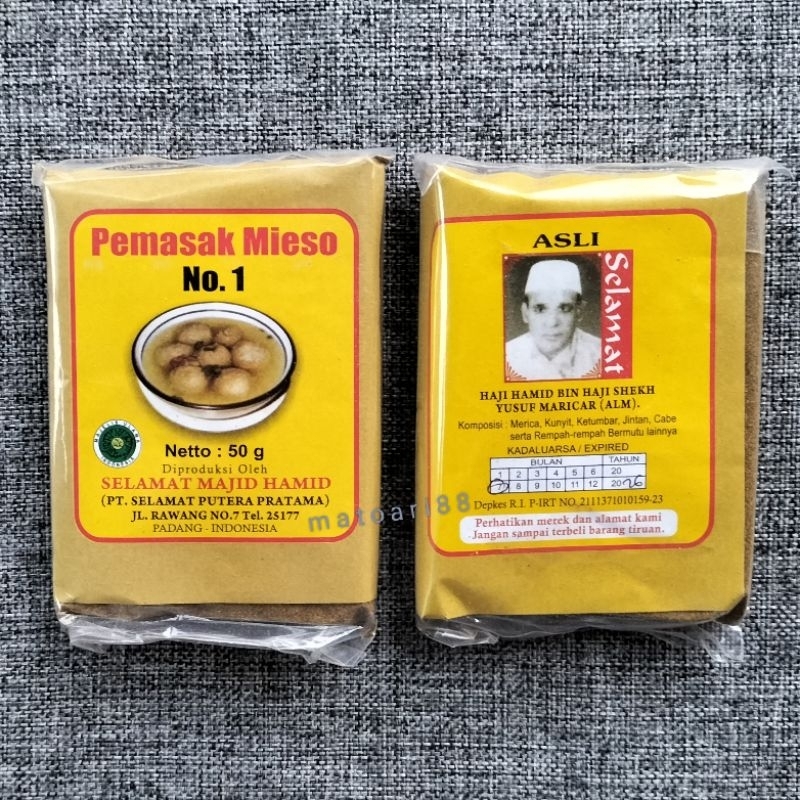 Pemasak Mieso
No. 1
Netto : 50 g
Diproduksi Oleh
SELAMAT MAJID HAMID
(PT. SELAMAT PUTERA PRATAMA)
JL. RAWANG NO.7 Tel. 25177
PADANG - INDONESIA
matoari88
ASLI
Selamat
HAJI HAMID BIN HAJI SHEKH
YUSUF MARICAR (ALM).
Komposisi : Merica, Kunyit, Ketumbar, Jintan, Cabe
serta Rempah-rempah Bermutu lainnya
KADALUARSA / EXPIRED
BULAN TAHUN
1 2 3 4 5 6 20
7 8 9 10 11 12 2026
Depkes R.I. P-IRT NO. 2111371010159-23
Perhatikan merek dan alamat kami
Jangan sampai terbeli barang tiruan.